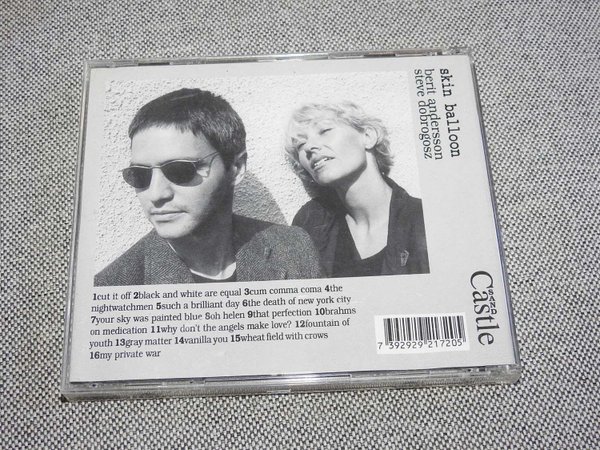 skin balloon
berit andersson
steve dobrogosz
1cut it off 2black and white are equal 3cum comma coma 4the
nightwatchmen 5such a brilliant day 6the death of new york city
7your sky was painted blue 8oh helen 9that perfection 10brahms
on medication 11why don't the angels make love? 12fountain of
youth 13gray matter 14vanilla you 15wheat field with crows
16my private war
Castle
7 392929 217205